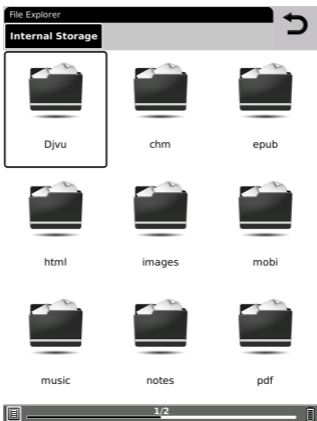 File Explorer
Internal Storage
Djvu chm epub
html images mobi
music notes pdf
1/2